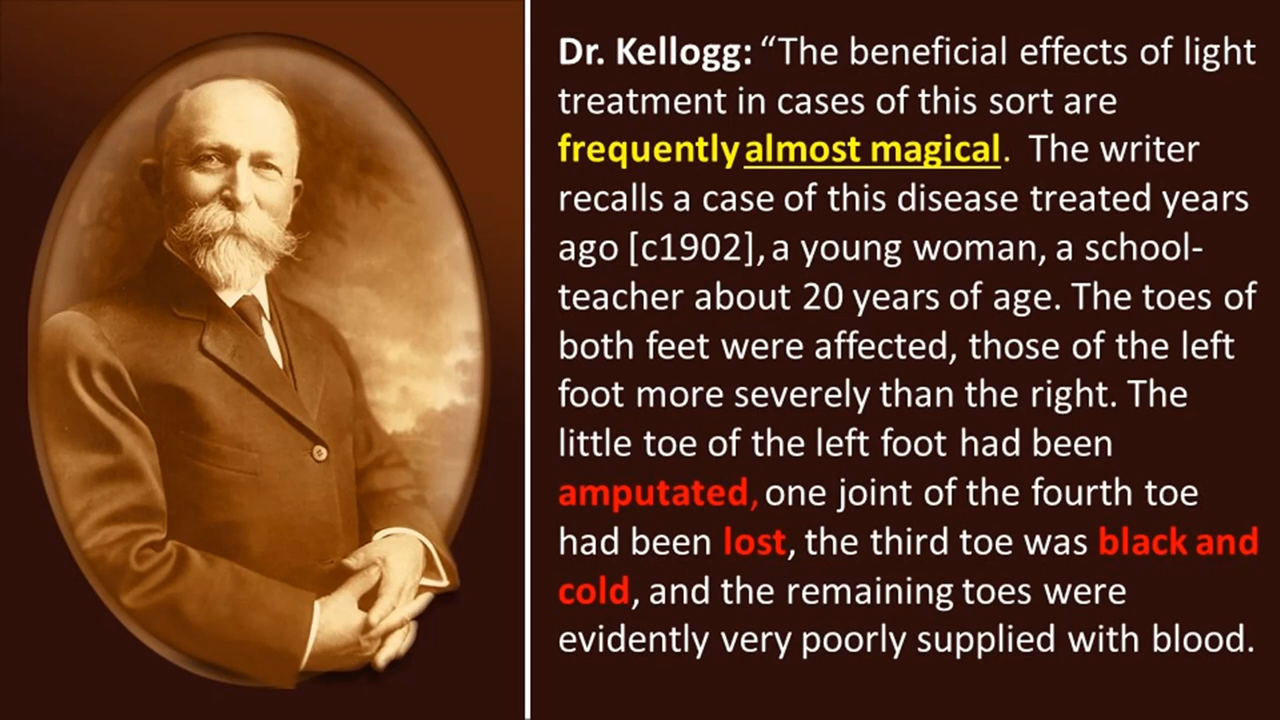 Dr. Kellogg: “The beneficial effects of light
treatment in cases of this sort are
frequently almost magical.  The writer
recalls a case of this disease treated years
ago [c1902], a young woman, a school-
teacher about 20 years of age. The toes of
both feet were affected, those of the left
foot more severely than the right. The
little toe of the left foot had been
amputated, one joint of the fourth toe
had been lost, the third toe was black and
cold, and the remaining toes were
evidently very poorly supplied with blood.